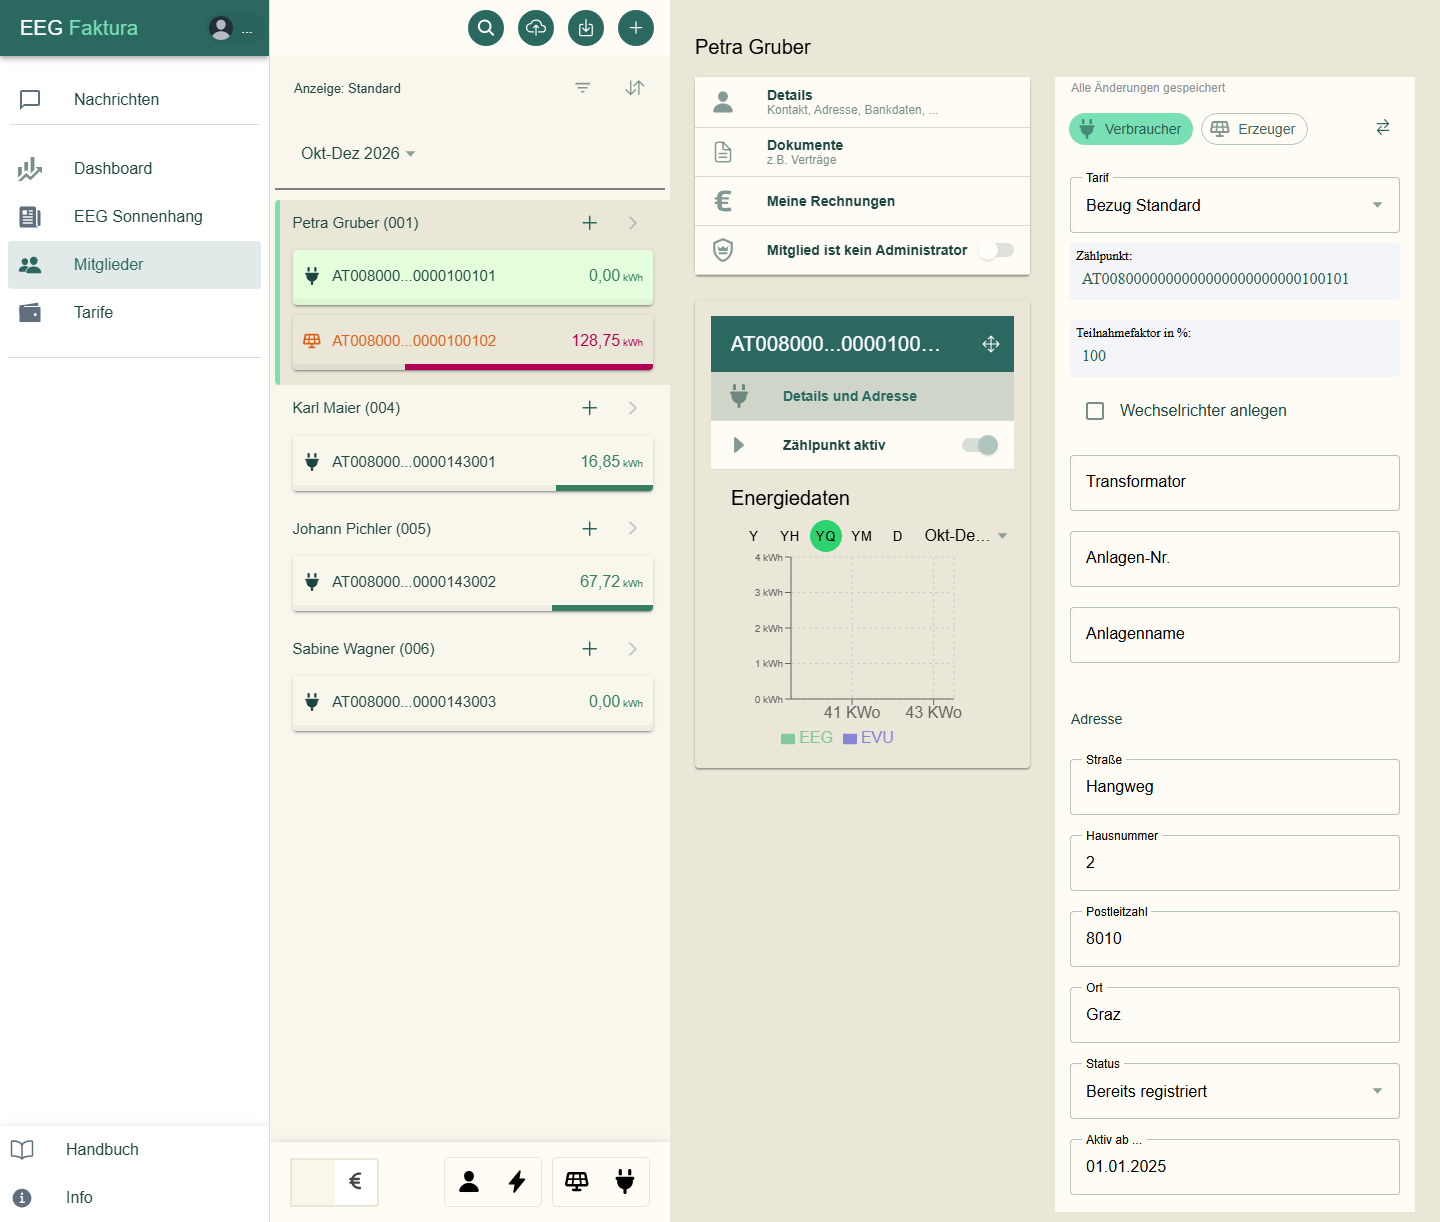 EEG Faktura
...
Nachrichten
Dashboard
EEG Sonnenhang
Mitglieder
Tarife
Handbuch
Info
Anzeige: Standard
Okt-Dez 2026
Petra Gruber (001)
AT008000...0000100101
0,00 kWh
AT008000...0000100102
128,75 kWh
Karl Maier (004)
AT008000...0000143001
16,85 kWh
Johann Pichler (005)
AT008000...0000143002
67,72 kWh
Sabine Wagner (006)
AT008000...0000143003
0,00 kWh
€
Petra Gruber
Details
Kontakt, Adresse, Bankdaten, ...
Dokumente
z.B. Verträge
€ Meine Rechnungen
Mitglied ist kein Administrator
AT008000...0000100...
Details und Adresse
Zählpunkt aktiv
Energiedaten
Y YH YQ YM D Okt-De...
4 kWh
3 kWh
2 kWh
1 kWh
0 kWh
41 KWo 43 KWo
EEG EVU
Alle Änderungen gespeichert
Verbraucher Erzeuger
Tarif
Bezug Standard
Zählpunkt:
AT0080000000000000000000000100101
Teilnahmefaktor in %:
100
Wechselrichter anlegen
Transformator
Anlagen-Nr.
Anlagenname
Adresse
Straße
Hangweg
Hausnummer
2
Postleitzahl
8010
Ort
Graz
Status
Bereits registriert
Aktiv ab ...
01.01.2025